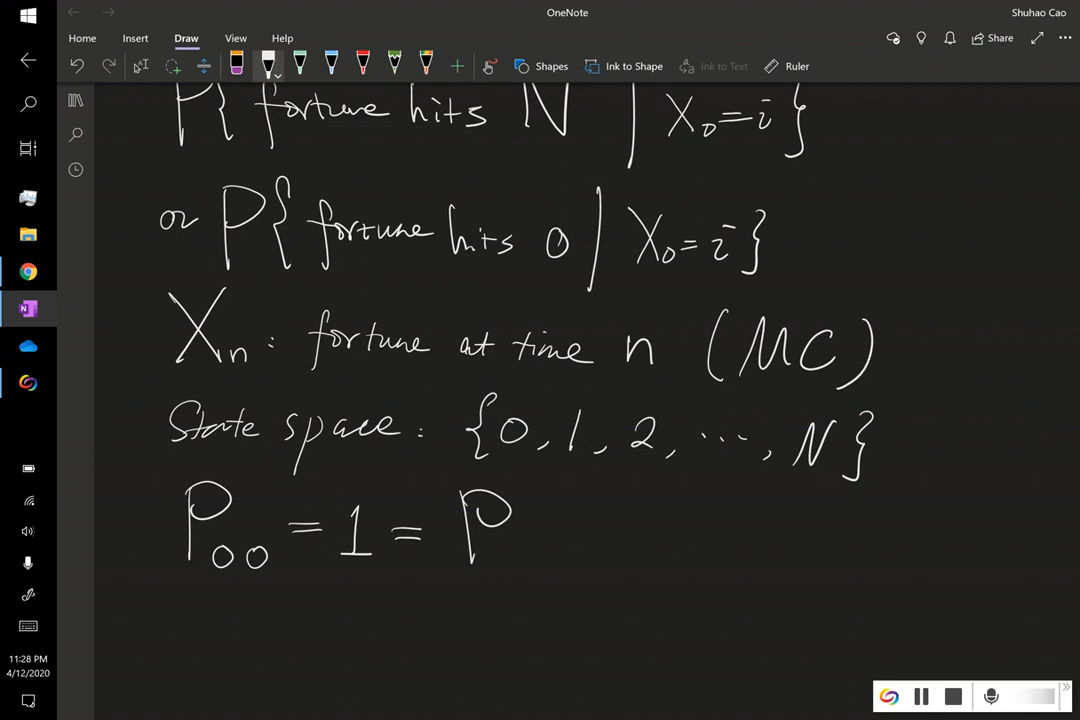 OneNote
Shuhao Cao
Home Insert Draw View Help
Share
Shapes Ink to Shape Ink to Text Ruler
P{ fortune hits N | X₀ = i }
or P{ fortune hits 0 | X₀ = i }
Xₙ : fortune at time n (MC)
State space : {0, 1, 2, ..., N}
P₀₀ = 1 = P
11:28 PM
4/12/2020